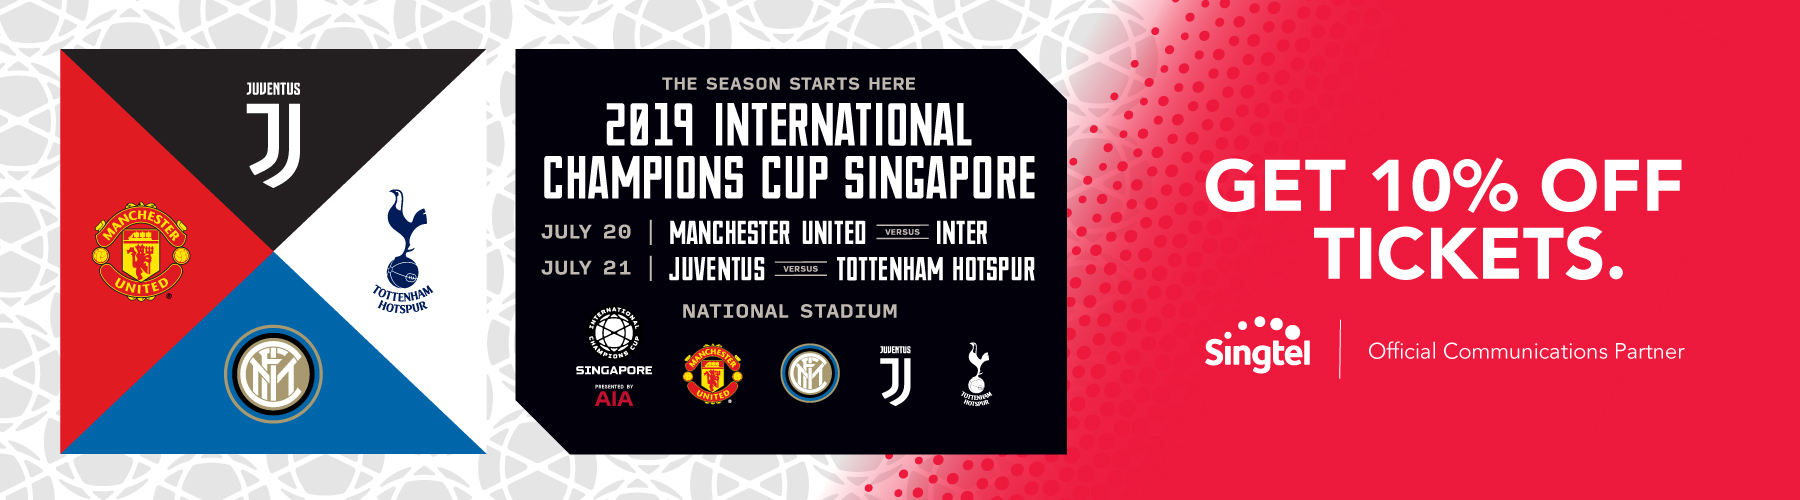 JUVENTUS
MANCHESTER
UNITED
TOTTENHAM
HOTSPUR
THE SEASON STARTS HERE
2019 INTERNATIONAL
CHAMPIONS CUP SINGAPORE
JULY 20 | MANCHESTER UNITED VERSUS INTER
JULY 21 | JUVENTUS VERSUS TOTTENHAM HOTSPUR
NATIONAL STADIUM
INTERNATIONAL
CHAMPIONS CUP
SINGAPORE
PRESENTED BY
AIA
MANCHESTER
UNITED
JUVENTUS
TOTTENHAM
HOTSPUR
GET 10% OFF
TICKETS.
Singtel
Official Communications Partner